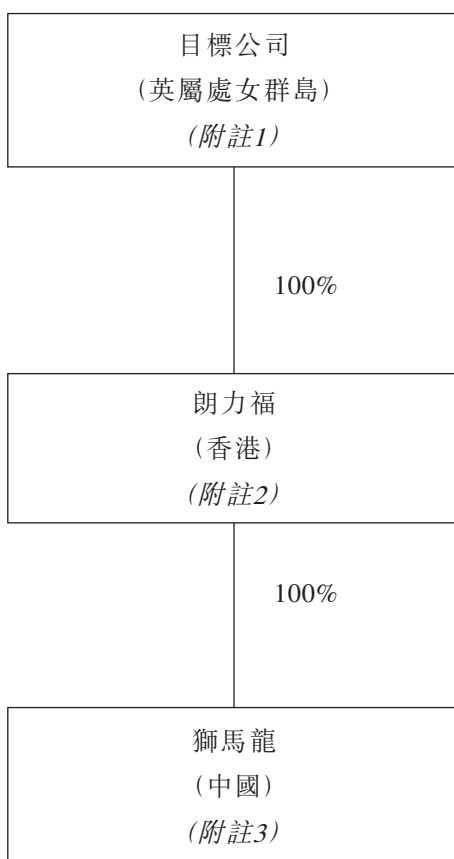 目標公司
(英屬處女群島)
(附註1)
100%
朗力福
(香港)
(附註2)
100%
獅馬龍
(中國)
(附註3)